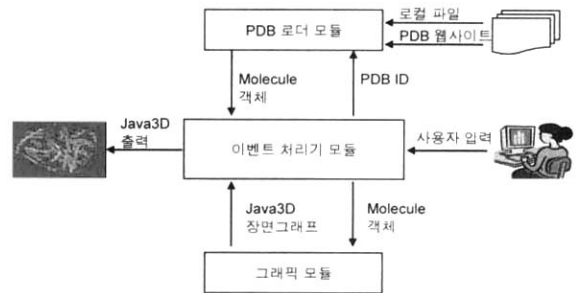 로컬 파일
PDB 로더 모듈
PDB 웹사이트
Molecule
객체
PDB ID
Java3D
출력
이벤트 처리기 모듈
사용자 입력
Java3D
장면그래프
Molecule
객체
그래픽 모듈